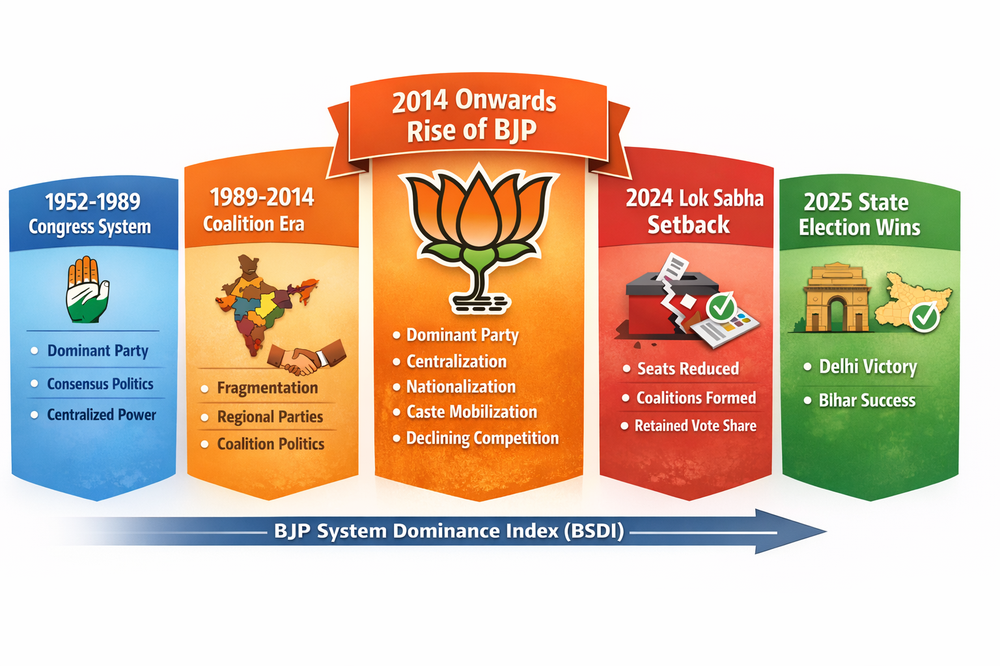 1952-1989
Congress System
• Dominant Party
• Consensus Politics
• Centralized Power
1989-2014
Coalition Era
• Fragmentation
• Regional Parties
• Coalition Politics
2014 Onwards
Rise of BJP
• Dominant Party
• Centralization
• Nationalization
• Caste Mobilization
• Declining Competition
2024 Lok Sabha
Setback
• Seats Reduced
• Coalitions Formed
• Retained Vote Share
2025 State
Election Wins
• Delhi Victory
• Bihar Success
BJP System Dominance Index (BSDI)